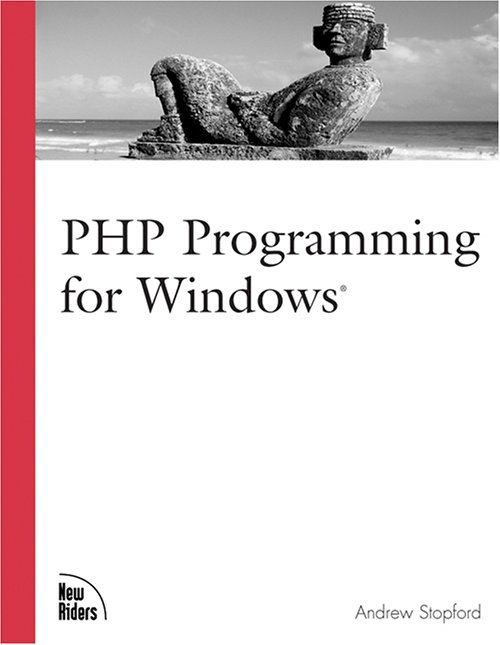 PHP Programming
for Windows®
New
Riders
Andrew Stopford